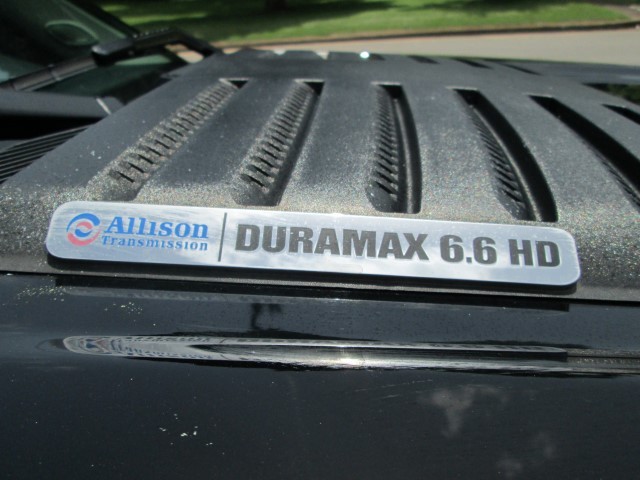 Allison
Transmission
DURAMAX 6.6 HD